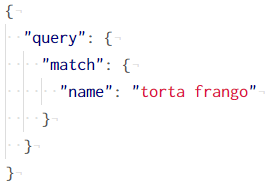 {
  "query": {
    "match": {
      "name": "torta frango"
    }
  }
}